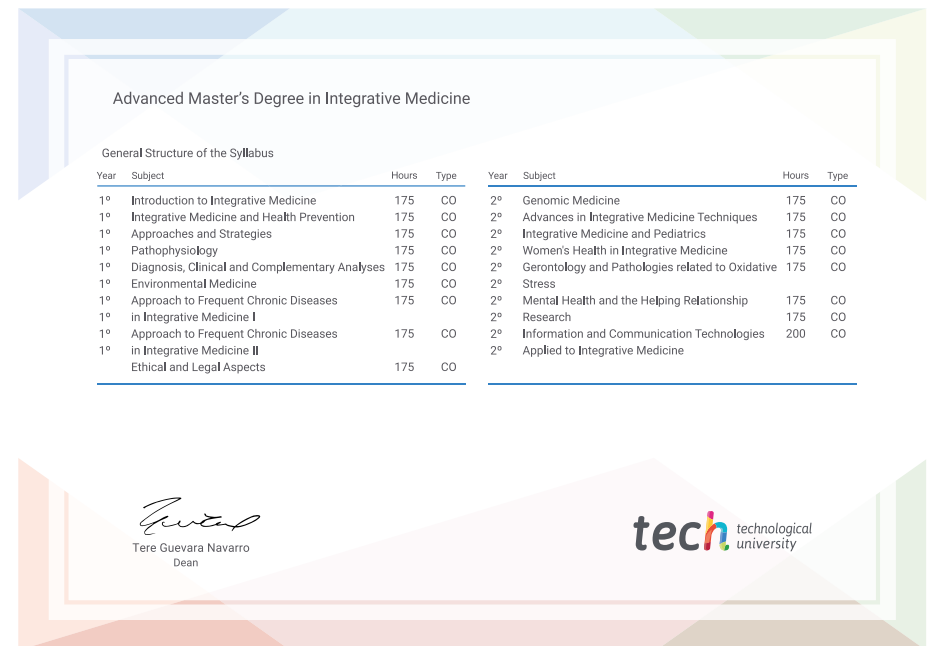 Advanced Master's Degree in Integrative Medicine
General Structure of the Syllabus
Year Subject Hours Type
1º Introduction to Integrative Medicine 175 CO
1º Integrative Medicine and Health Prevention 175 CO
1º Approaches and Strategies 175 CO
1º Pathophysiology 175 CO
1º Diagnosis, Clinical and Complementary Analyses 175 CO
1º Environmental Medicine 175 CO
1º Approach to Frequent Chronic Diseases 175 CO
1º in Integrative Medicine I
1º Approach to Frequent Chronic Diseases 175 CO
1º in Integrative Medicine II
Ethical and Legal Aspects 175 CO
Year Subject Hours Type
2º Genomic Medicine 175 CO
2º Advances in Integrative Medicine Techniques 175 CO
2º Integrative Medicine and Pediatrics 175 CO
2º Women's Health in Integrative Medicine 175 CO
2º Gerontology and Pathologies related to Oxidative 175 CO
2º Stress
2º Mental Health and the Helping Relationship 175 CO
2º Research 175 CO
2º Information and Communication Technologies 200 CO
2º Applied to Integrative Medicine
Tere Guevara Navarro
Dean
tech technological
university